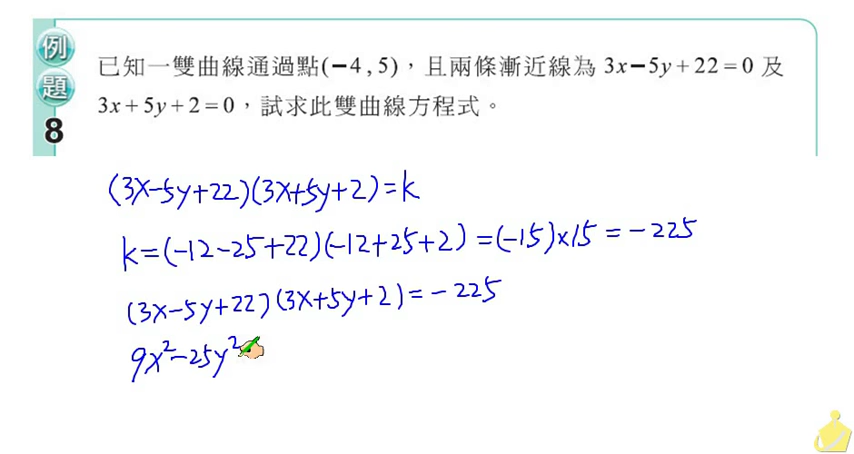 例題8
已知一雙曲線通過點(−4,5)，且兩條漸近線為 3x−5y+22=0 及
3x+5y+2=0，試求此雙曲線方程式。
(3x−5y+22)(3x+5y+2)=k
k=(−12−25+22)(−12+25+2)=(−15)×15=−225
(3x−5y+22)(3x+5y+2)=−225
9x²−25y²